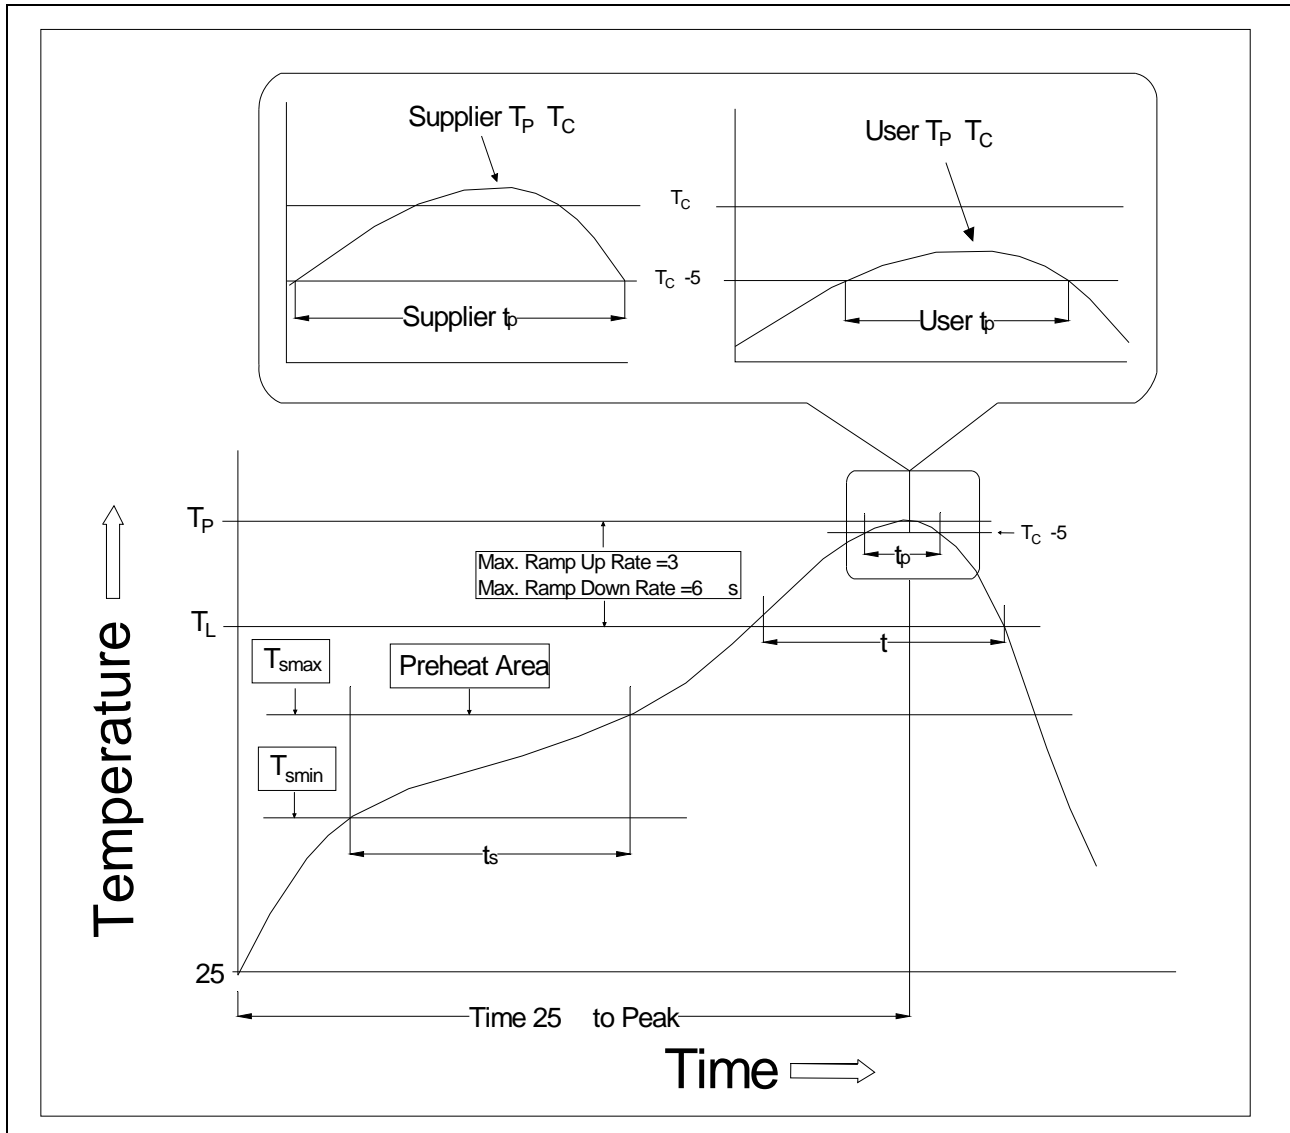 Supplier TP TC
User TP TC
TC
TC -5
Supplier tp
User tp
TP
TC -5
tp
Max. Ramp Up Rate =3
Max. Ramp Down Rate =6 s
TL
t
Tsmax
Preheat Area
Tsmin
ts
Temperature
25
Time 25 to Peak
Time